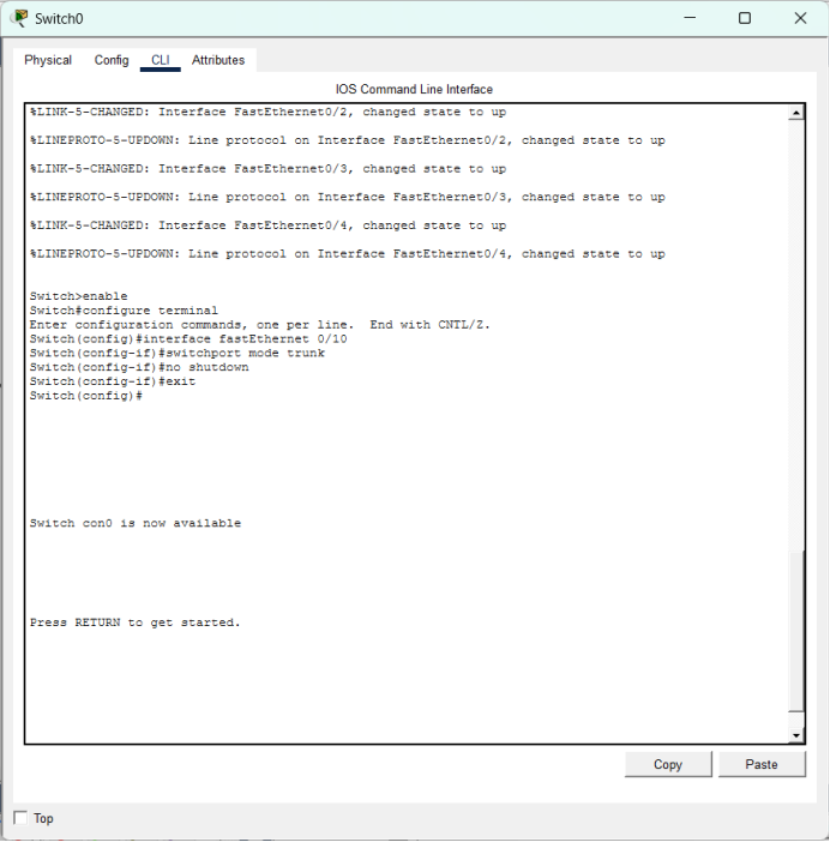 Switch0
Physical Config CLI Attributes
IOS Command Line Interface
%LINK-5-CHANGED: Interface FastEthernet0/2, changed state to up
%LINEPROTO-5-UPDOWN: Line protocol on Interface FastEthernet0/2, changed state to up
%LINK-5-CHANGED: Interface FastEthernet0/3, changed state to up
%LINEPROTO-5-UPDOWN: Line protocol on Interface FastEthernet0/3, changed state to up
%LINK-5-CHANGED: Interface FastEthernet0/4, changed state to up
%LINEPROTO-5-UPDOWN: Line protocol on Interface FastEthernet0/4, changed state to up
Switch>enable
Switch#configure terminal
Enter configuration commands, one per line.  End with CNTL/Z.
Switch(config)#interface fastEthernet 0/10
Switch(config-if)#switchport mode trunk
Switch(config-if)#no shutdown
Switch(config-if)#exit
Switch(config)#
Switch con0 is now available
Press RETURN to get started.
Copy Paste
Top